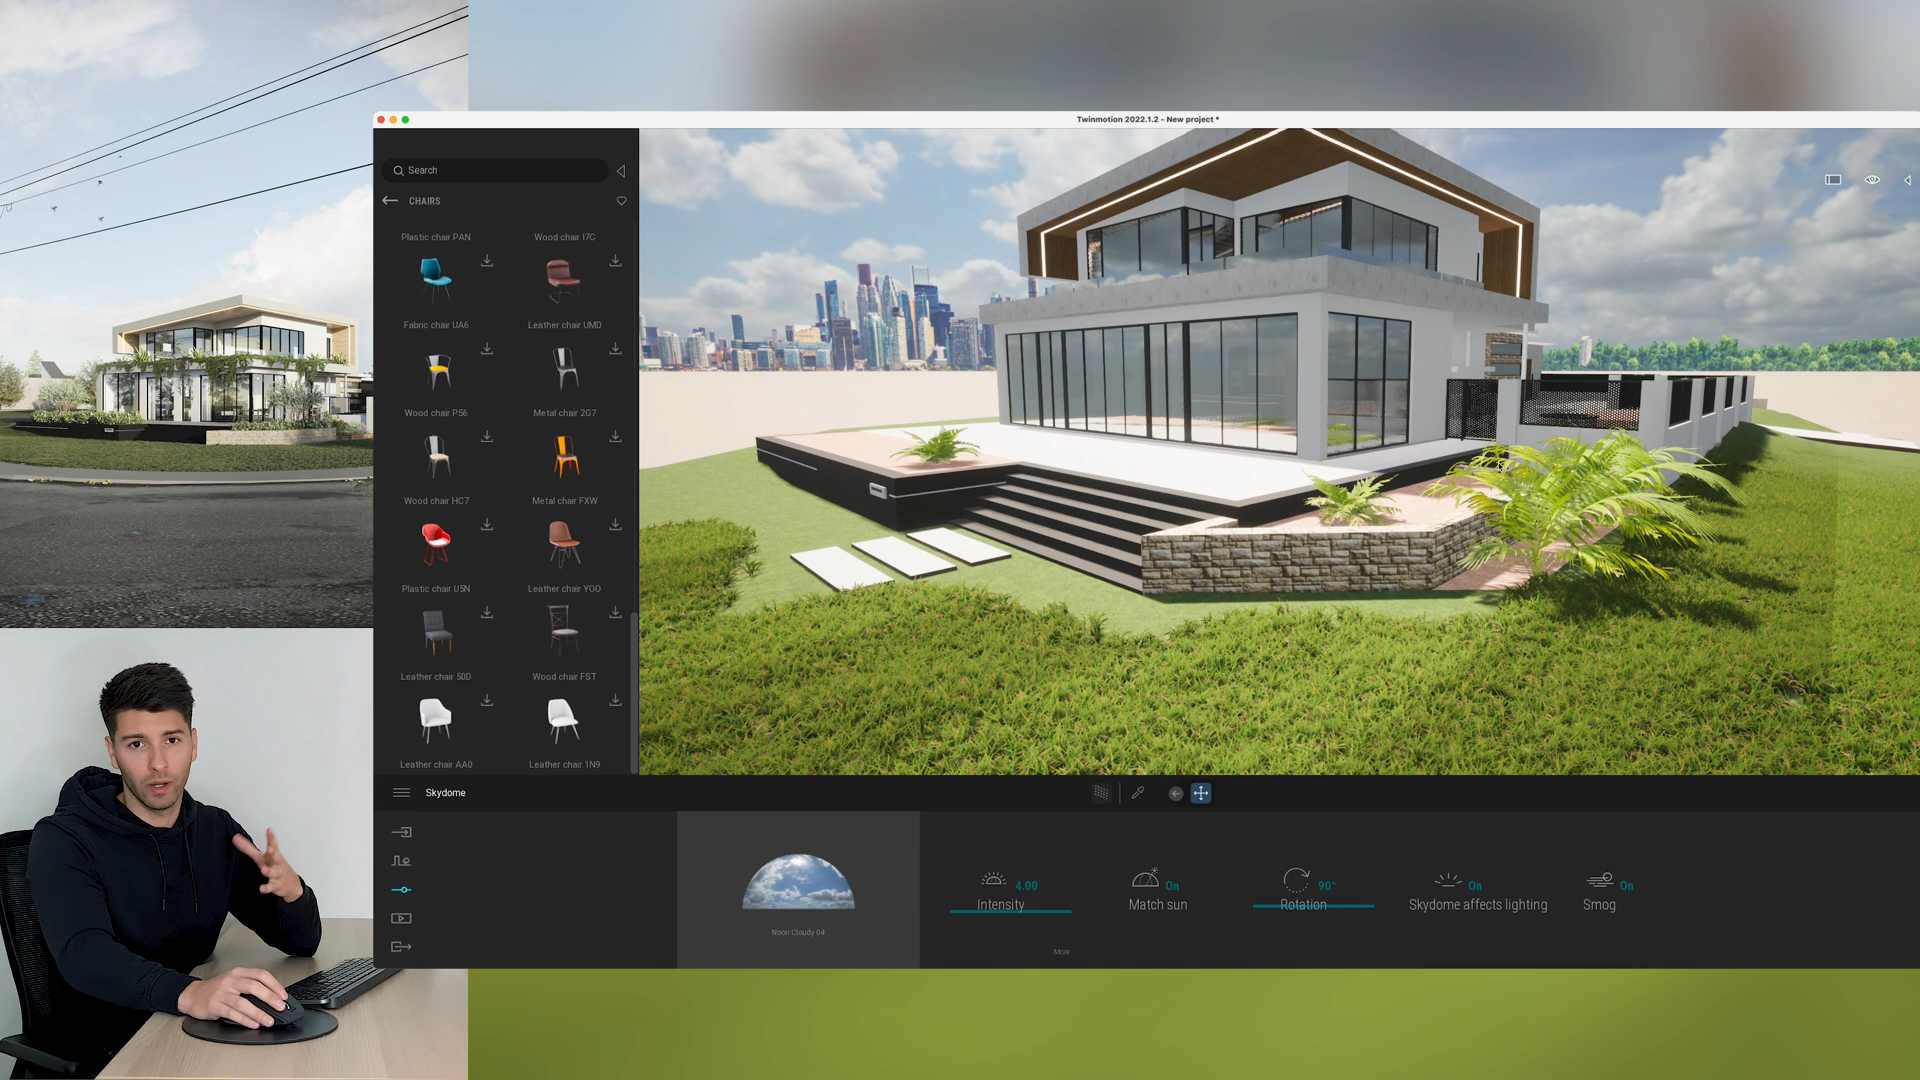 Twinmotion 2022.1.2 - New project *
Search
CHAIRS
Plastic chair PAN
Wood chair I7C
Fabric chair UA6
Leather chair UMD
Wood chair P56
Metal chair 2G7
Wood chair HC7
Metal chair FXW
Plastic chair U5N
Leather chair YOO
Leather chair 50D
Wood chair FST
Leather chair AA0
Leather chair 1N9
Skydome
Noon Cloudy 04
4.00
Intensity
On
Match sun
90°
Rotation
On
Skydome affects lighting
On
Smog
More